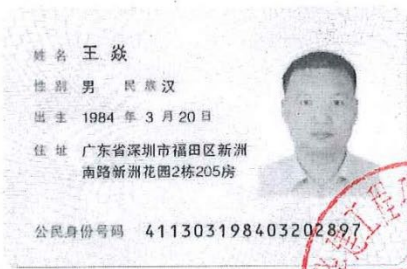 姓名 王焱
性别 男 民族 汉
出生 1984 年 3 月 20 日
住址 广东省深圳市福田区新洲
南路新洲花园2栋205房
公民身份号码 411303198403202897